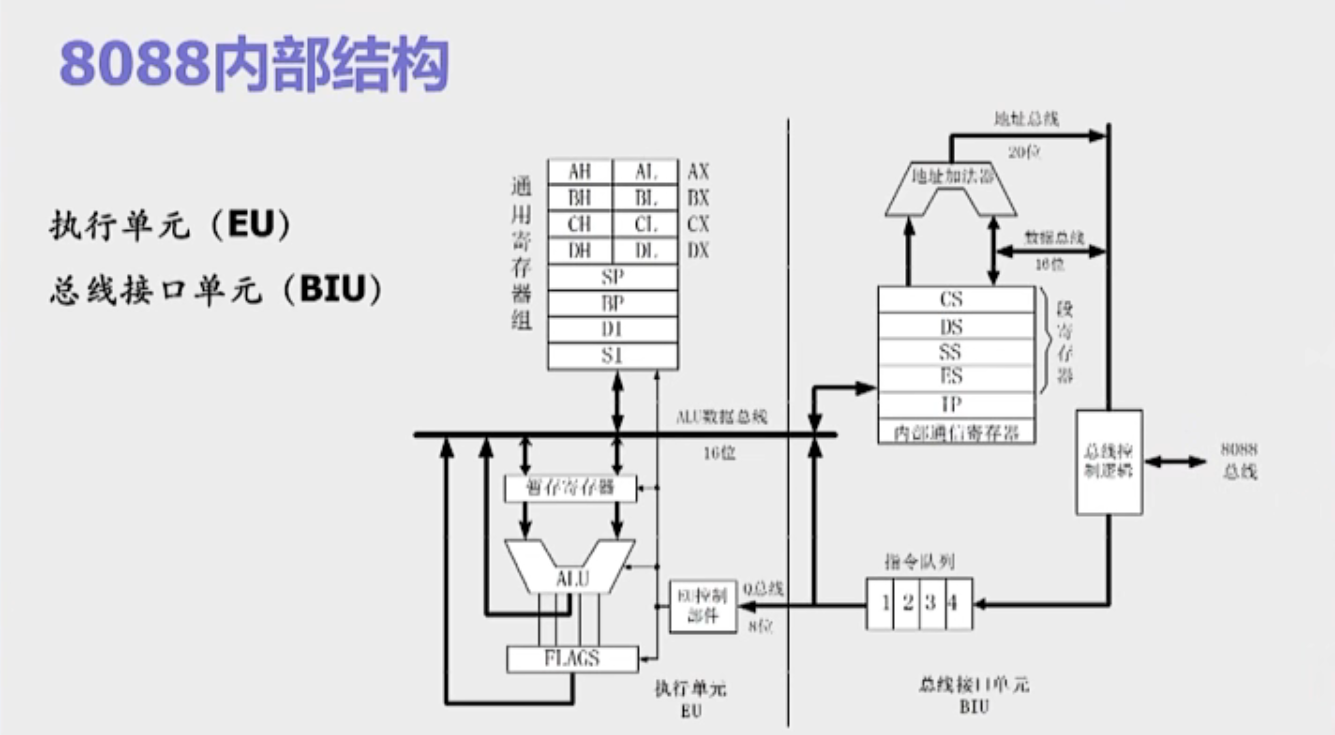 8088内部结构
执行单元（EU）
总线接口单元（BIU）
通用寄存器组
AH AL AX
BH BL BX
CH CL CX
DH DL DX
SP
BP
DI
SI
ALU数据总线
16位
暂存寄存器
ALU
FLAGS
EU控制部件
Q总线
8位
执行单元
EU
地址总线
20位
地址加法器
数据总线
16位
CS
DS
SS
ES
IP
内部通信寄存器
段寄存器
总线控
制逻辑
8088
总线
指令队列
1 2 3 4
总线接口单元
BIU